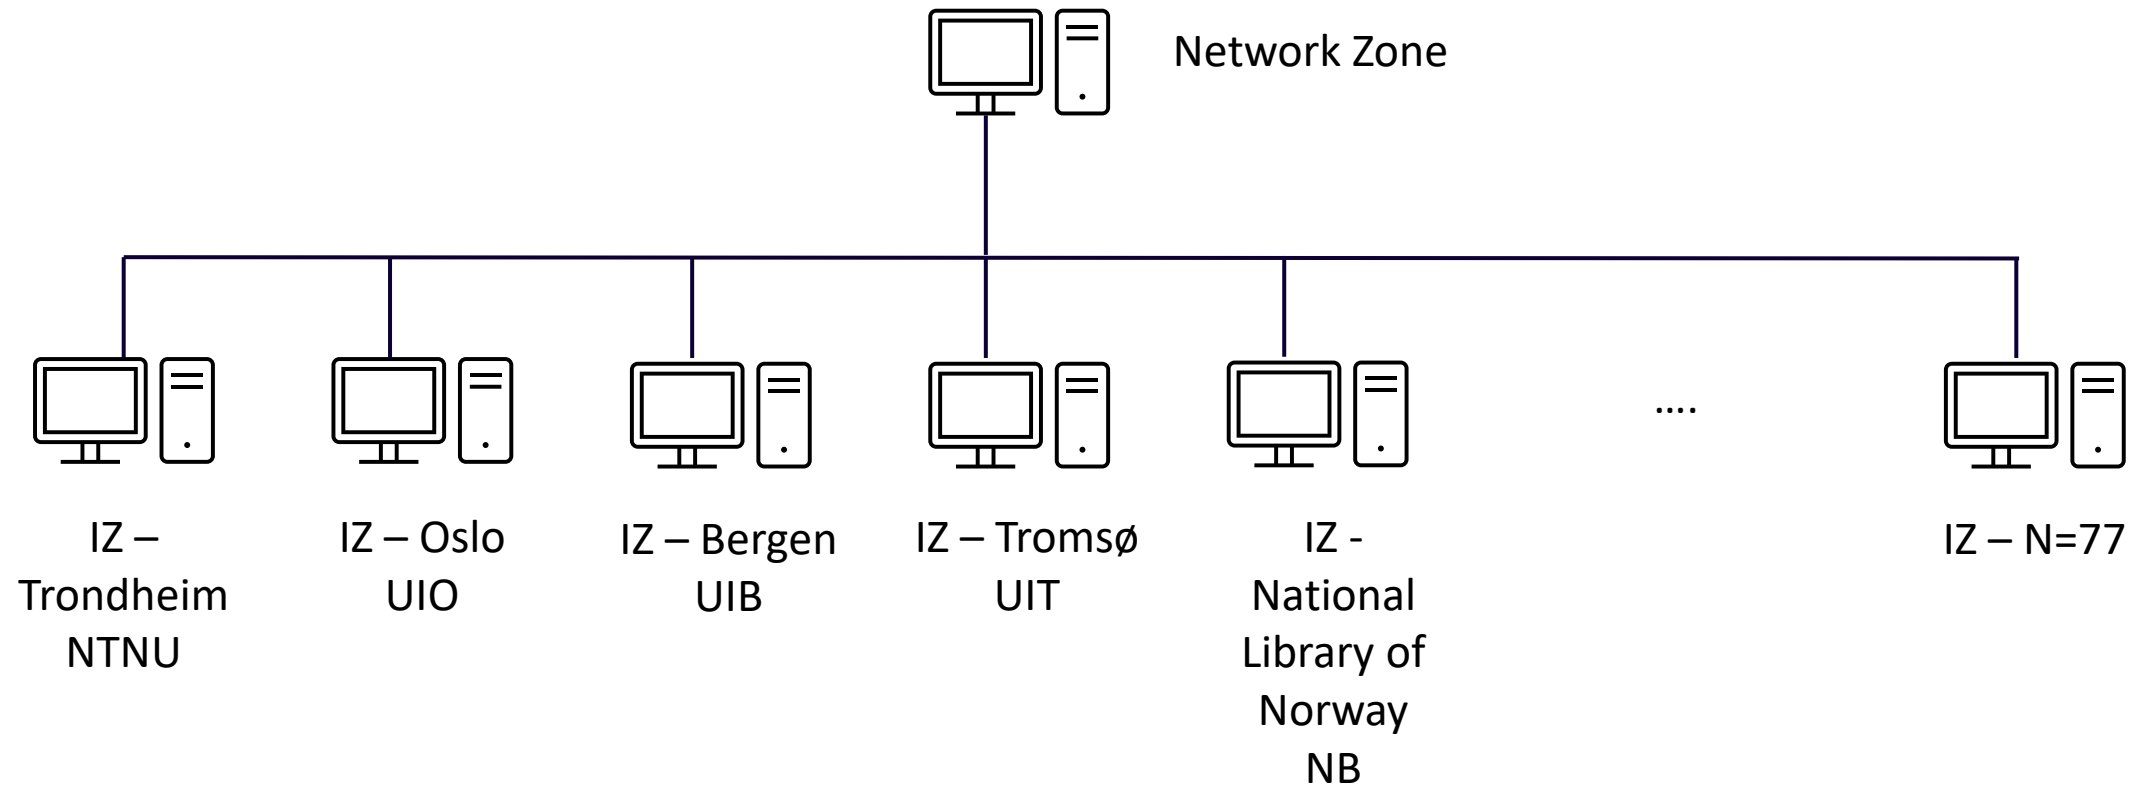 Network Zone
IZ –
Trondheim
NTNU
IZ – Oslo
UIO
IZ – Bergen
UIB
IZ – Tromsø
UIT
IZ -
National
Library of
Norway
NB
....
IZ – N=77